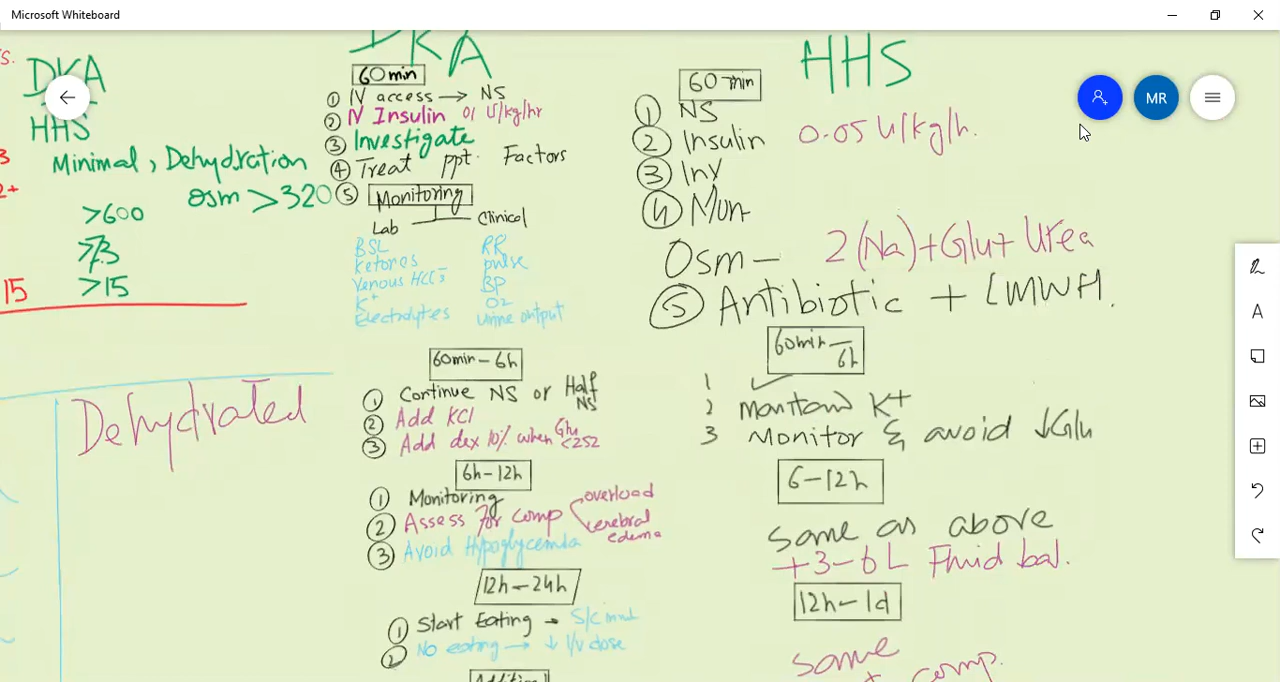 Microsoft Whiteboard
s.
DKA
HHS
Minimal, Dehydration
osm >320
>600
>7.3
>15
3
2+
15
Dehydrated
DKA
60min
① IV access → NS
② IV Insulin 01 U/kg/hr
③ Investigate
④ Treat ppt. Factors
⑤ Monitoring
Lab Clinical
BSL RR
Ketones pulse
Venous HCO3 BP
K+ O2
Electrolytes Urine output
60min – 6h
① Continue NS or Half NS
② Add KCl
③ Add dex 10% when Glu <252
6h-12h
① Monitoring
② Assess for comp overload
cerebral edema
③ Avoid Hypoglycemia
12h-24h
① Start Eating → S/C
② No eating → ↓ I/V dose
HHS
60 min
① NS
② Insulin 0.05 U/kg/h.
③ Inv
④ Mon
Osm – 2(Na)+Glu+Urea
⑤ Antibiotic + LMWH.
60min – 6h
1 ✓
2 K+
3 Monitor & avoid ↓Glu
6-12h
same as above
+3-6L Fluid bal.
12h-1d
same
+ comp.
MR
A